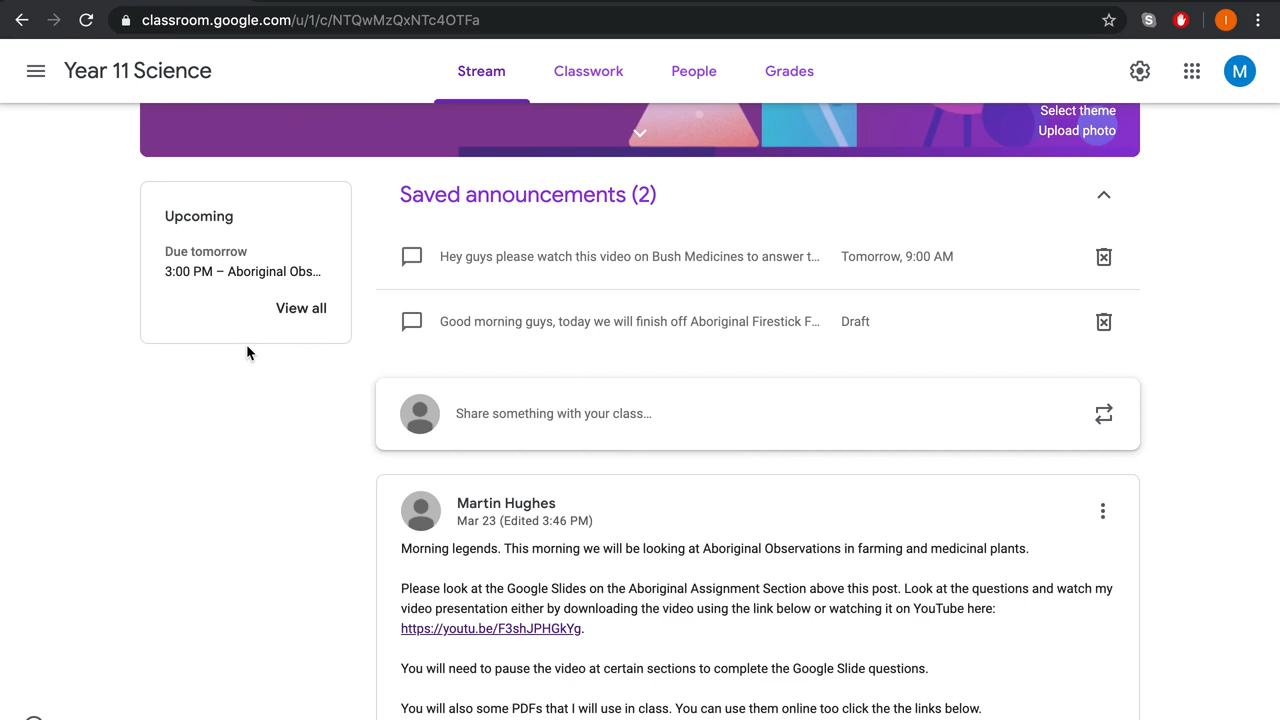 classroom.google.com/u/1/c/NTQwMzQxNTc4OTFa
S
I
Year 11 Science
Stream
Classwork
People
Grades
M
Select theme
Upload photo
Upcoming
Due tomorrow
3:00 PM – Aboriginal Obs...
View all
Saved announcements (2)
Hey guys please watch this video on Bush Medicines to answer t... Tomorrow, 9:00 AM
Good morning guys, today we will finish off Aboriginal Firestick F... Draft
Share something with your class...
Martin Hughes
Mar 23 (Edited 3:46 PM)
Morning legends. This morning we will be looking at Aboriginal Observations in farming and medicinal plants.
Please look at the Google Slides on the Aboriginal Assignment Section above this post. Look at the questions and watch my
video presentation either by downloading the video using the link below or watching it on YouTube here:
https://youtu.be/F3shJPHGkYg.
You will need to pause the video at certain sections to complete the Google Slide questions.
You will also some PDFs that I will use in class. You can use them online too click the the links below.